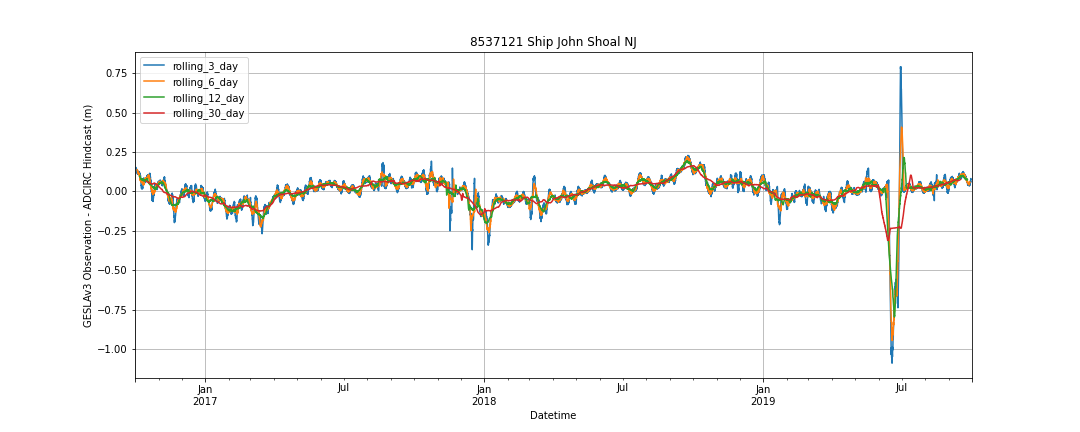 8537121 Ship John Shoal NJ
rolling_3_day
rolling_6_day
rolling_12_day
rolling_30_day
GESLAv3 Observation - ADCIRC Hindcast (m)
0.75
0.50
0.25
0.00
−0.25
−0.50
−0.75
−1.00
Jan
2017
Jul
Jan
2018
Jul
Jan
2019
Jul
Datetime